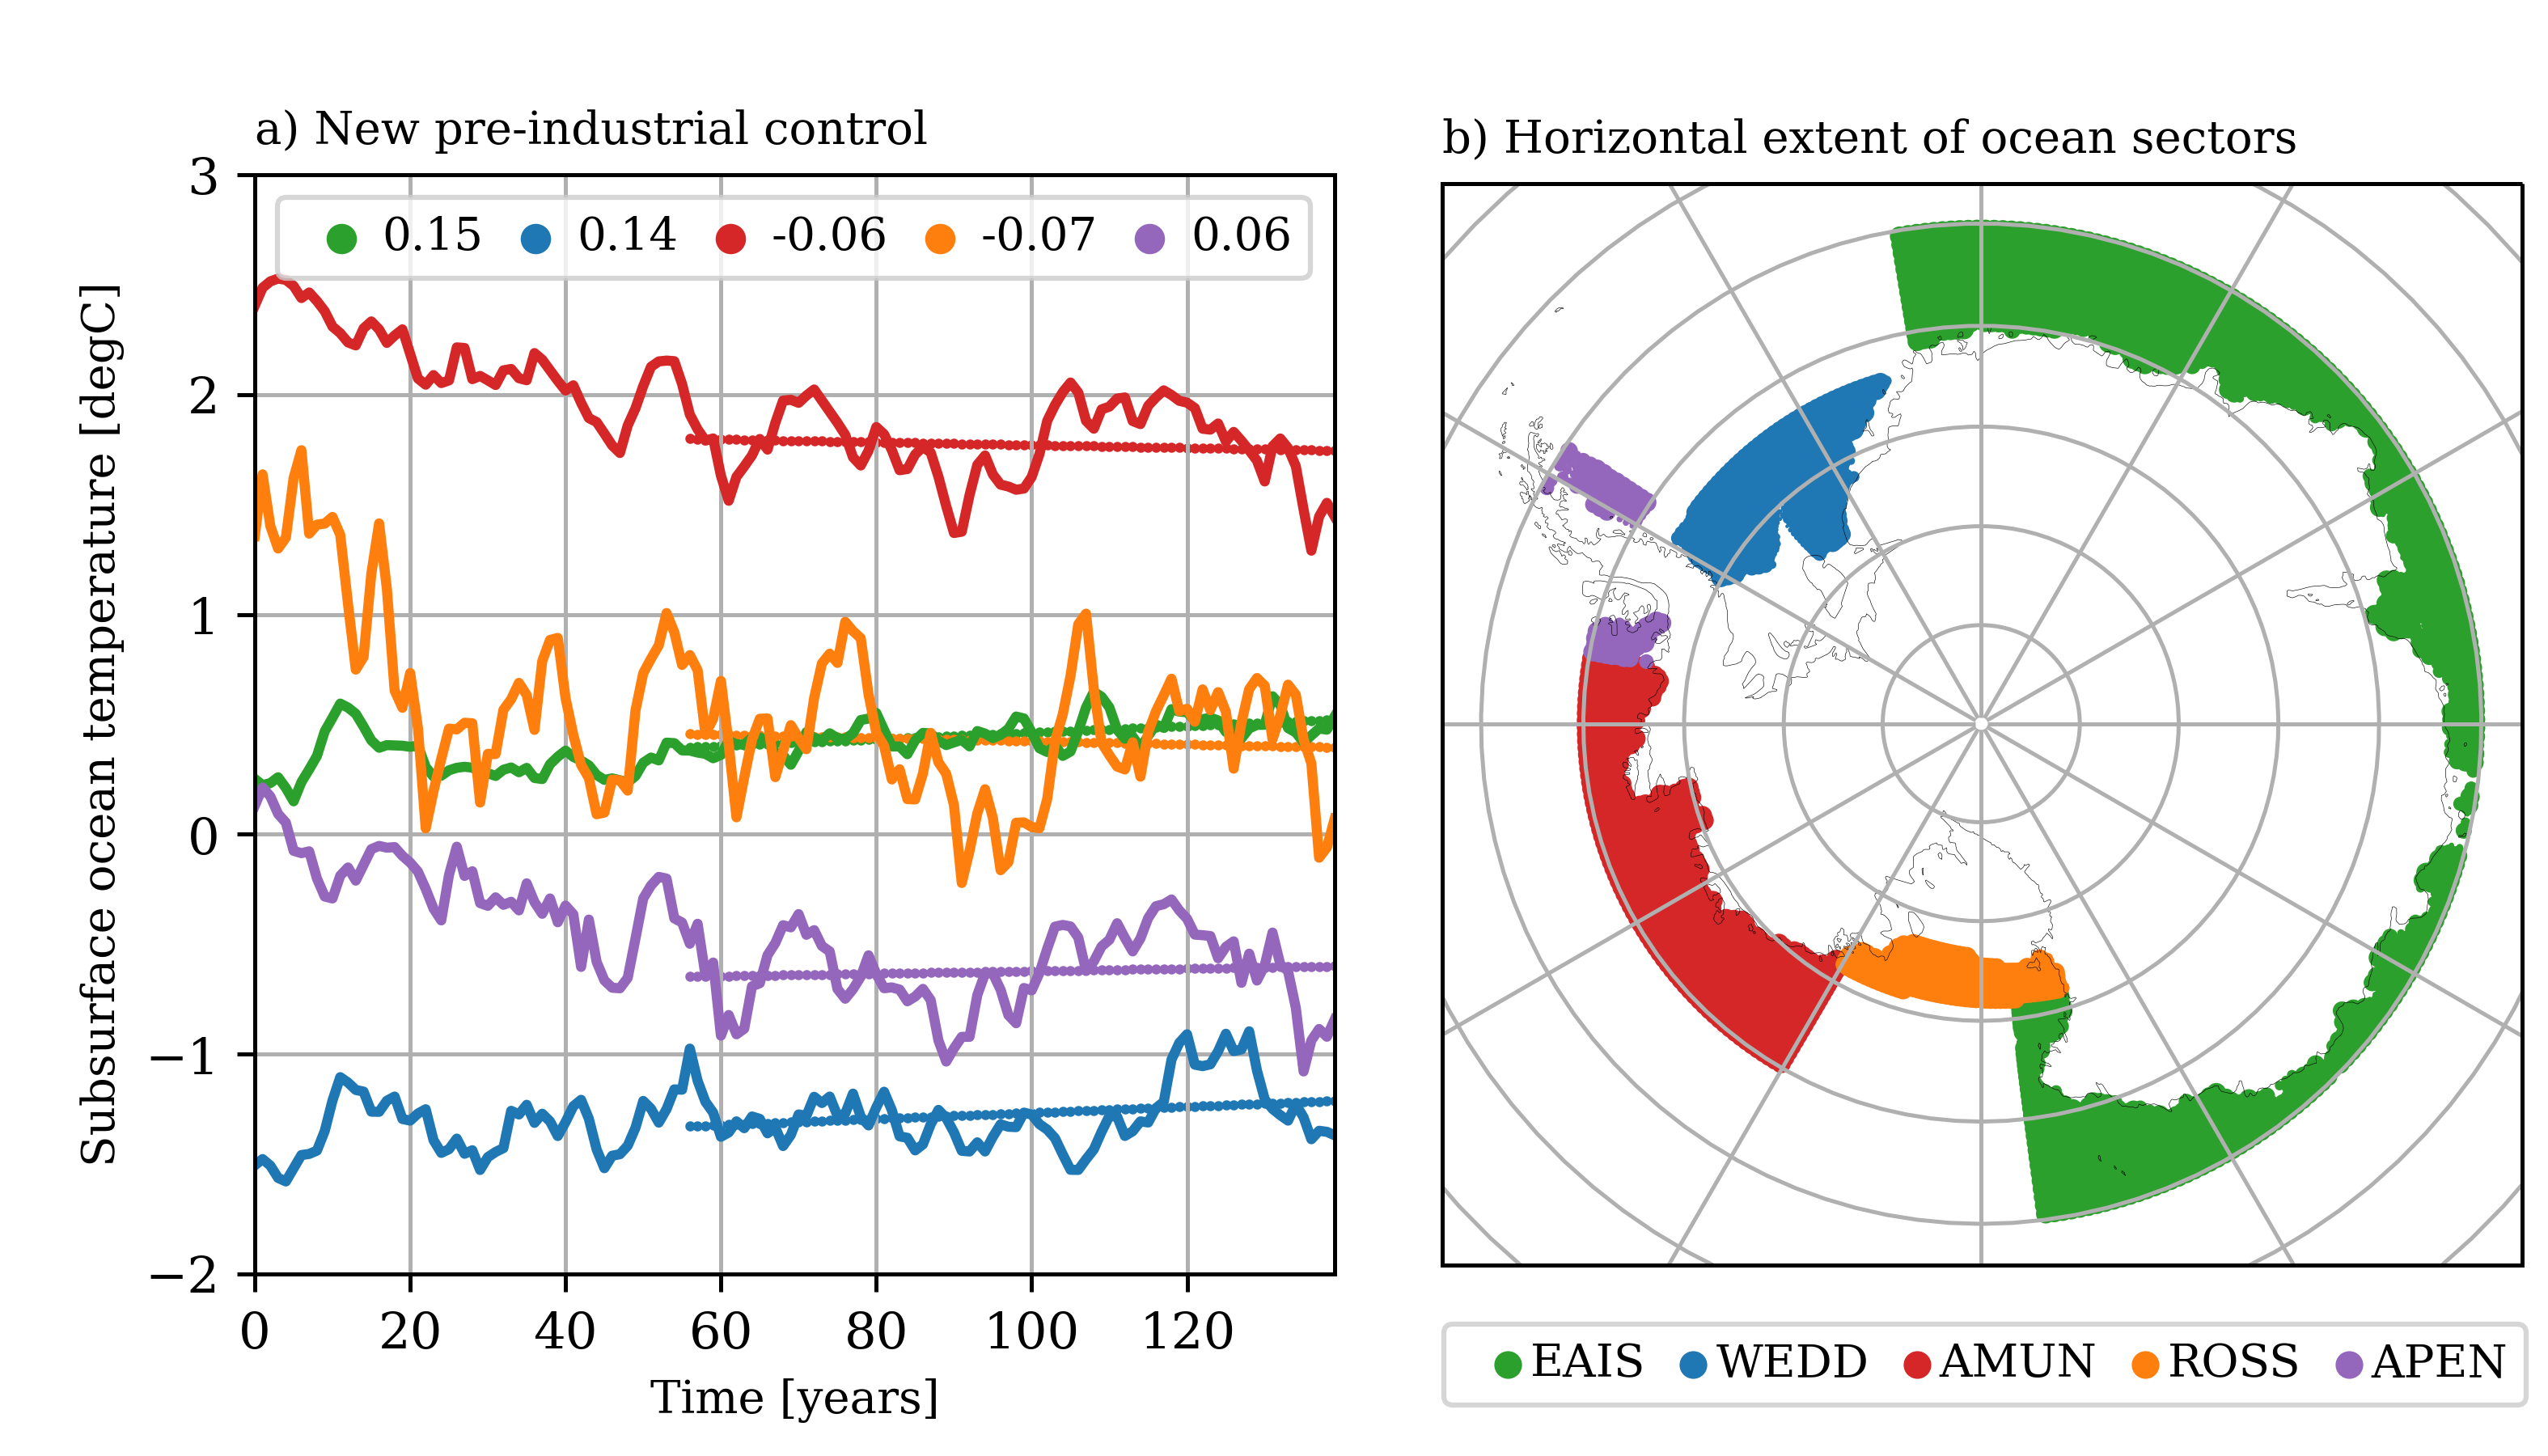 a) New pre-industrial control
b) Horizontal extent of ocean sectors
0.15 0.14 -0.06 -0.07 0.06
Subsurface ocean temperature [degC]
3
2
1
0
−1
−2
0 20 40 60 80 100 120
Time [years]
EAIS WEDD AMUN ROSS APEN